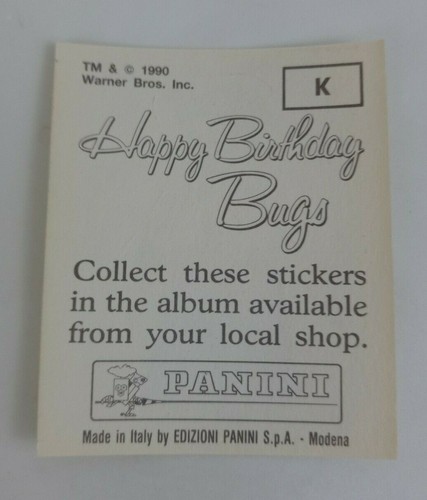 TM & © 1990
Warner Bros. Inc.
K
Happy Birthday
Bugs
Collect these stickers
in the album available
from your local shop.
PANINI
Made in Italy by EDIZIONI PANINI S.p.A. - Modena